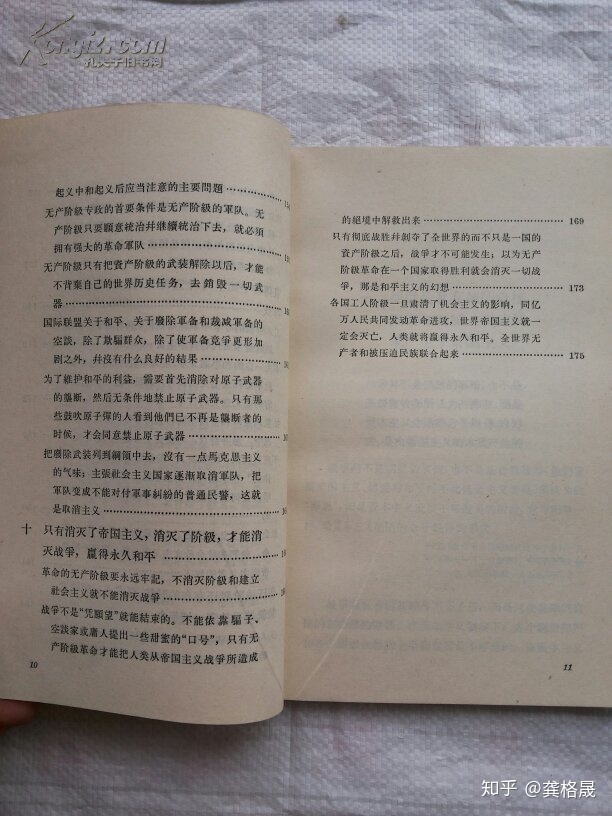 Kongfz.com
孔夫子旧书网
起义中和起义后应当注意的主要問題
无产阶级专政的首要条件是无产阶级的軍队。无
产阶级只要願意統治幷继續統治下去，就必須
拥有强大的革命軍队
无产阶级只有把資产阶级的武装解除以后，才能
不背棄自己的世界历史任务，去銷毀一切武
器
国际联盟关于和平、关于廢除軍备和裁减軍备的
空談，除了欺騙群众，除了使軍备竞爭更形加
剧之外，幷沒有什么良好的結果
为了維护和平的利益，需要首先消除对原子武器
的壟断，然后无条件地禁止原子武器。只有那
些鼓吹原子彈的人看到他們已不再是壟断者的
时候，才会同意禁止原子武器
把廢除武装列到綱領中去，沒有一点馬克思主义
的气味；主張社会主义国家逐漸取消軍队，把
軍队变成不能对付軍事糾紛的普通民警，这就
是取消主义
十 只有消灭了帝国主义，消灭了阶級，才能消
灭战爭，贏得永久和平
革命的无产阶级要永远牢記，不消灭阶級和建立
社会主义就不能消灭战爭
战爭不是“凭願望”就能結束的。不能依靠騙子、
空談家或庸人提出一些甜蜜的“口号”，只有无
产阶级革命才能把人类从帝国主义战爭所造成
10
的絕境中解救出来 169
只有彻底战胜幷剝夺了全世界的而不只是一国的
資产阶级之后，战爭才不可能发生；以为无产
阶级革命在一个国家取得胜利就会消灭一切战
爭，那是和平主义的幻想 173
各国工人阶级一旦肃清了机会主义的影响，同亿
万人民共同发动革命进攻，世界帝国主义就一
定会灭亡，人类就将贏得永久和平。全世界无
产者和被压迫民族联合起来 175
11
知乎 @龚格晟